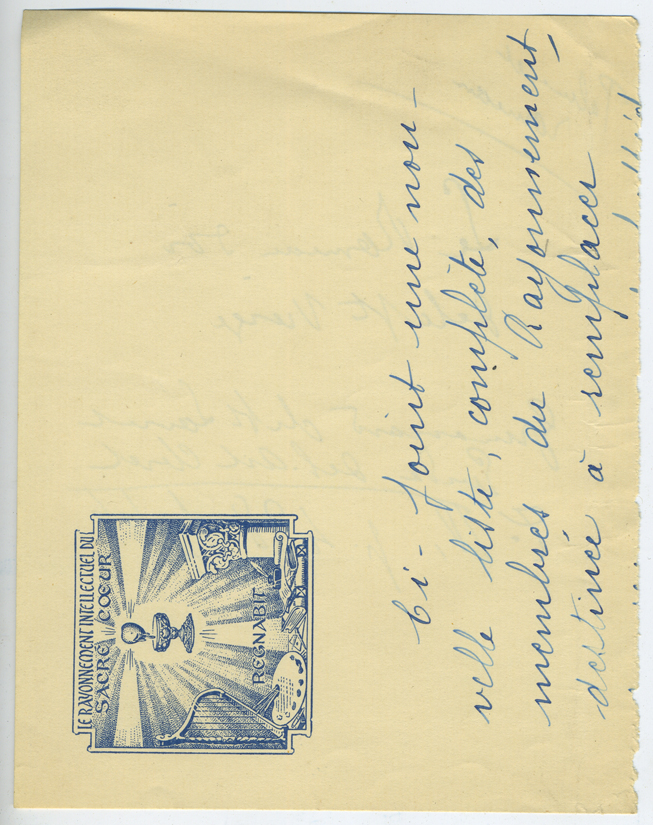 LE RAYONNEMENT INTELLECTUEL DU
SACRÉ COEUR
REGNABIT
Ci-joint une nou-
velle liste, complète, des
membres du Rayonnement
destinée à remplacer